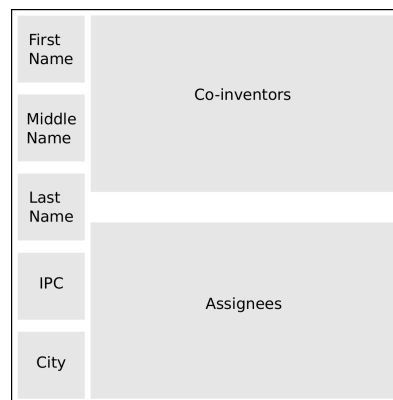 First
Name
Middle
Name
Last
Name
IPC
City
Co-inventors
Assignees